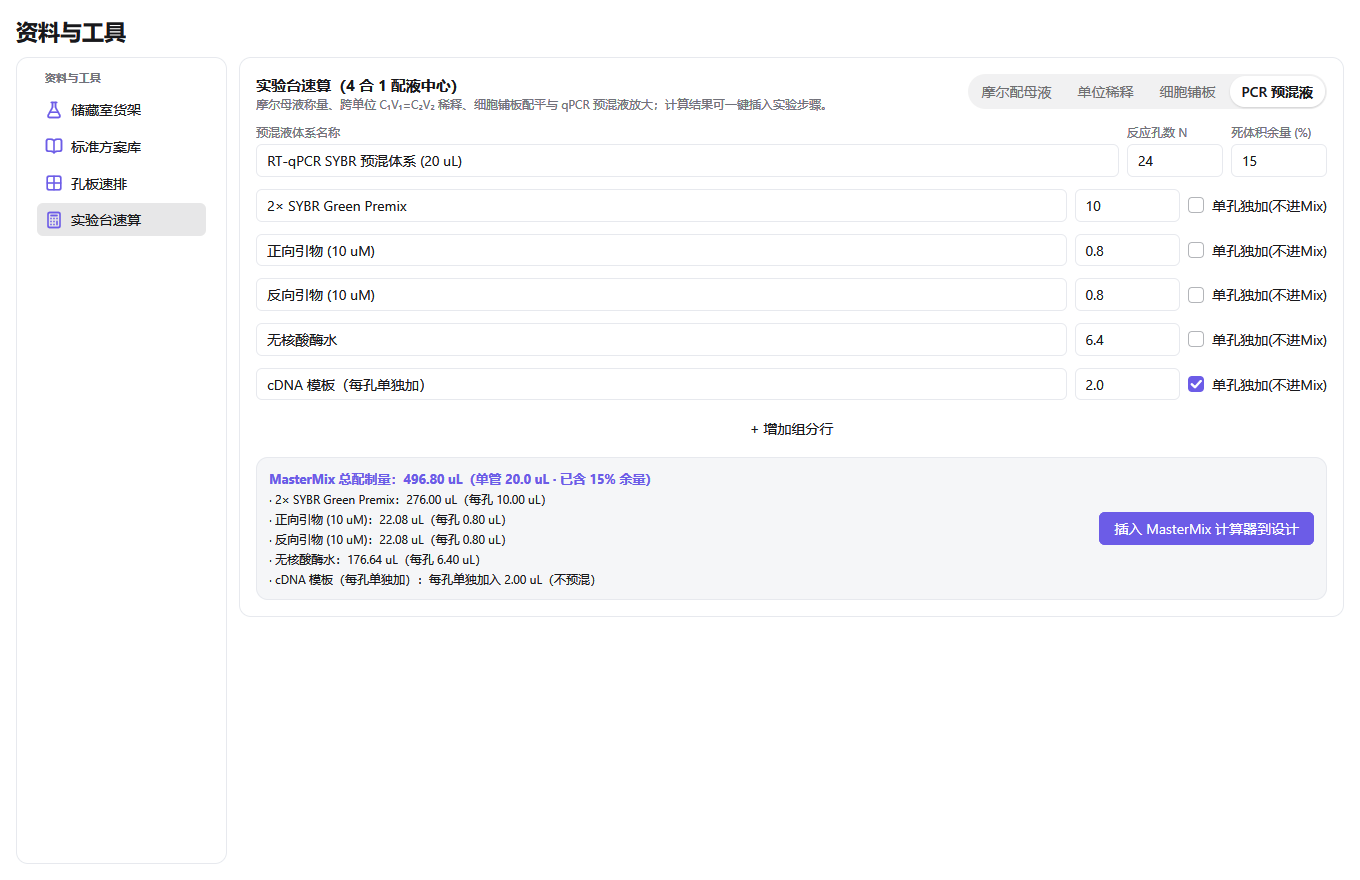 资料与工具
资料与工具
储藏室货架
标准方案库
孔板速排
实验台速算
实验台速算（4 合 1 配液中心）
摩尔母液称量、跨单位 C₁V₁=C₂V₂ 稀释、细胞铺板配平与 qPCR 预混液放大；计算结果可一键插入实验步骤。
摩尔配母液 单位稀释 细胞铺板 PCR 预混液
预混液体系名称 反应孔数 N 死体积余量 (%)
RT-qPCR SYBR 预混体系 (20 uL) 24 15
2× SYBR Green Premix 10 单孔独加(不进Mix)
正向引物 (10 uM) 0.8 单孔独加(不进Mix)
反向引物 (10 uM) 0.8 单孔独加(不进Mix)
无核酸酶水 6.4 单孔独加(不进Mix)
cDNA 模板（每孔单独加） 2.0 单孔独加(不进Mix)
+ 增加组分行
MasterMix 总配制量：496.80 uL（单管 20.0 uL · 已含 15% 余量）
· 2× SYBR Green Premix：276.00 uL（每孔 10.00 uL）
· 正向引物 (10 uM)：22.08 uL（每孔 0.80 uL）
· 反向引物 (10 uM)：22.08 uL（每孔 0.80 uL）
· 无核酸酶水：176.64 uL（每孔 6.40 uL）
· cDNA 模板（每孔单独加）：每孔单独加入 2.00 uL（不预混）
插入 MasterMix 计算器到设计